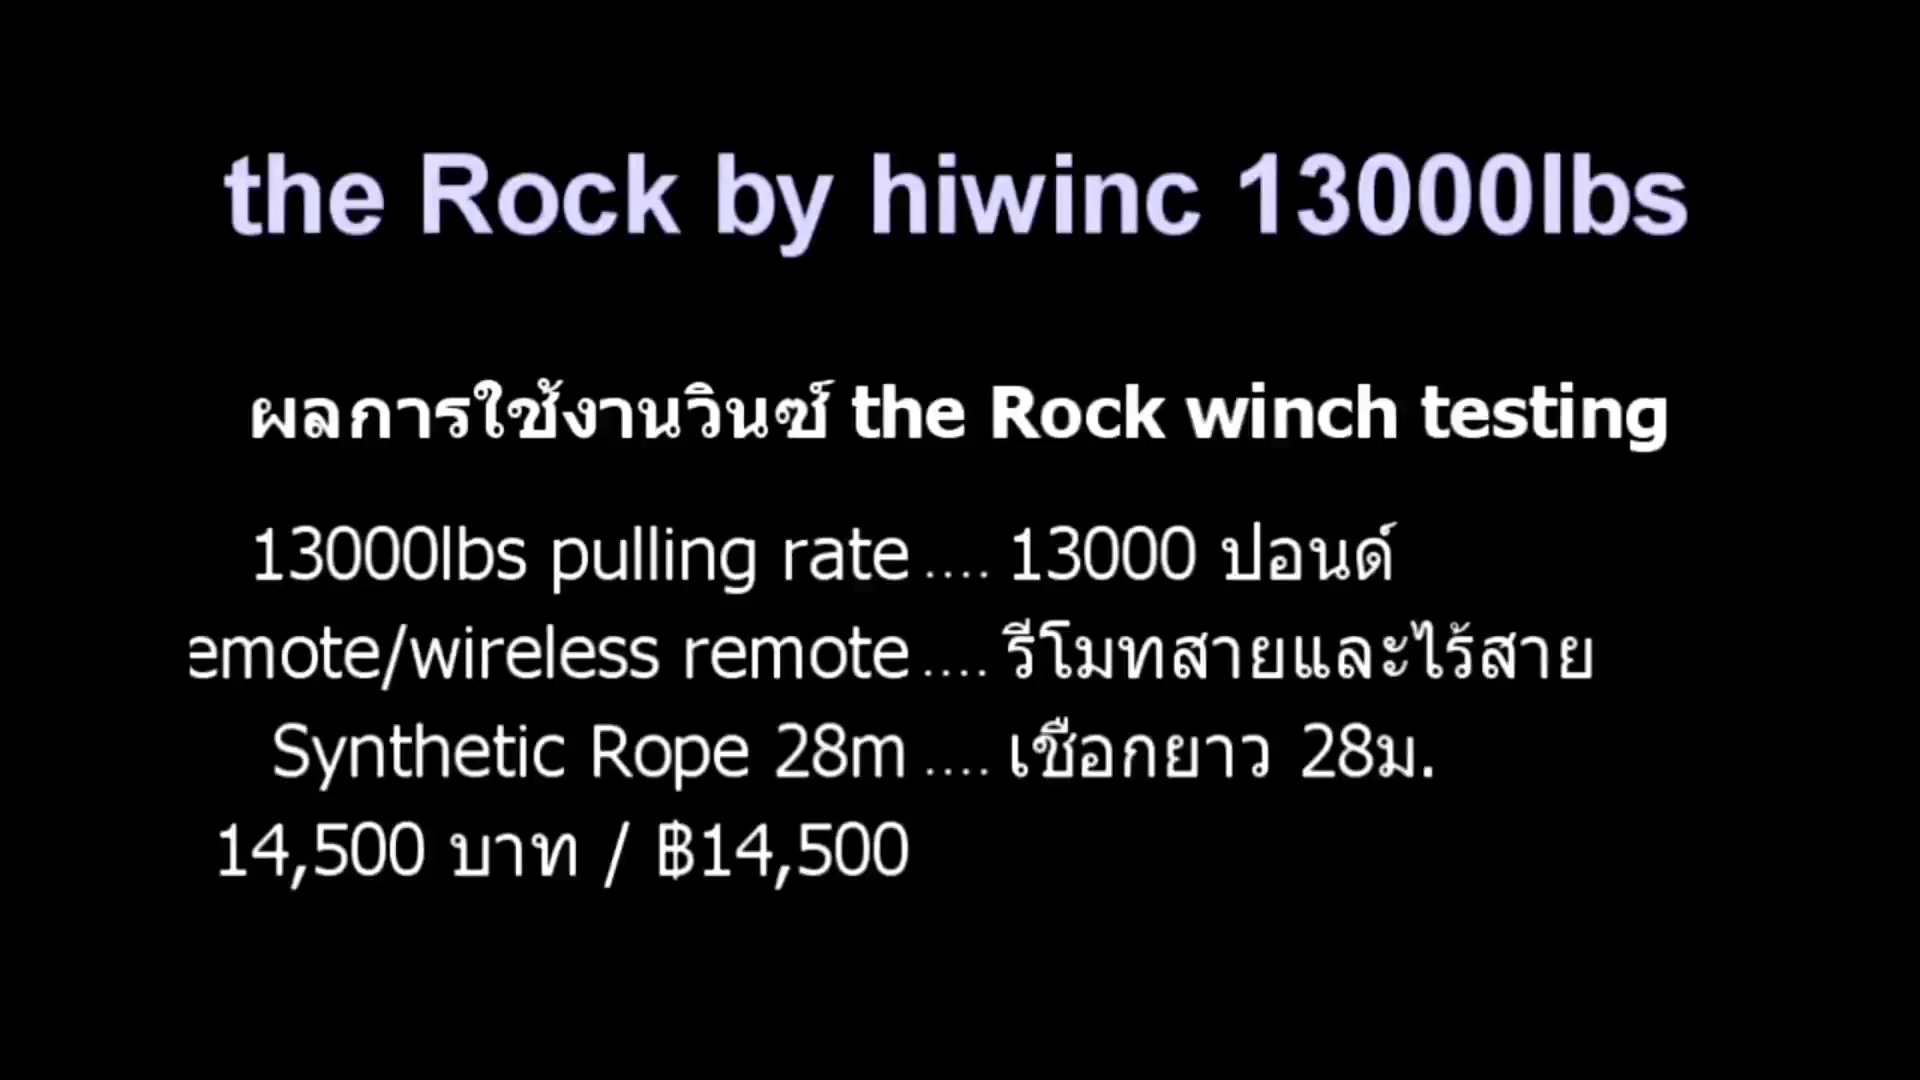 the Rock by hiwinc 13000lbs
ผลการใช้งานวินซ์ the Rock winch testing
13000lbs pulling rate .... 13000 ปอนด์
emote/wireless remote .... รีโมทสายและไร้สาย
Synthetic Rope 28m .... เชือกยาว 28ม.
14,500 บาท / ฿14,500